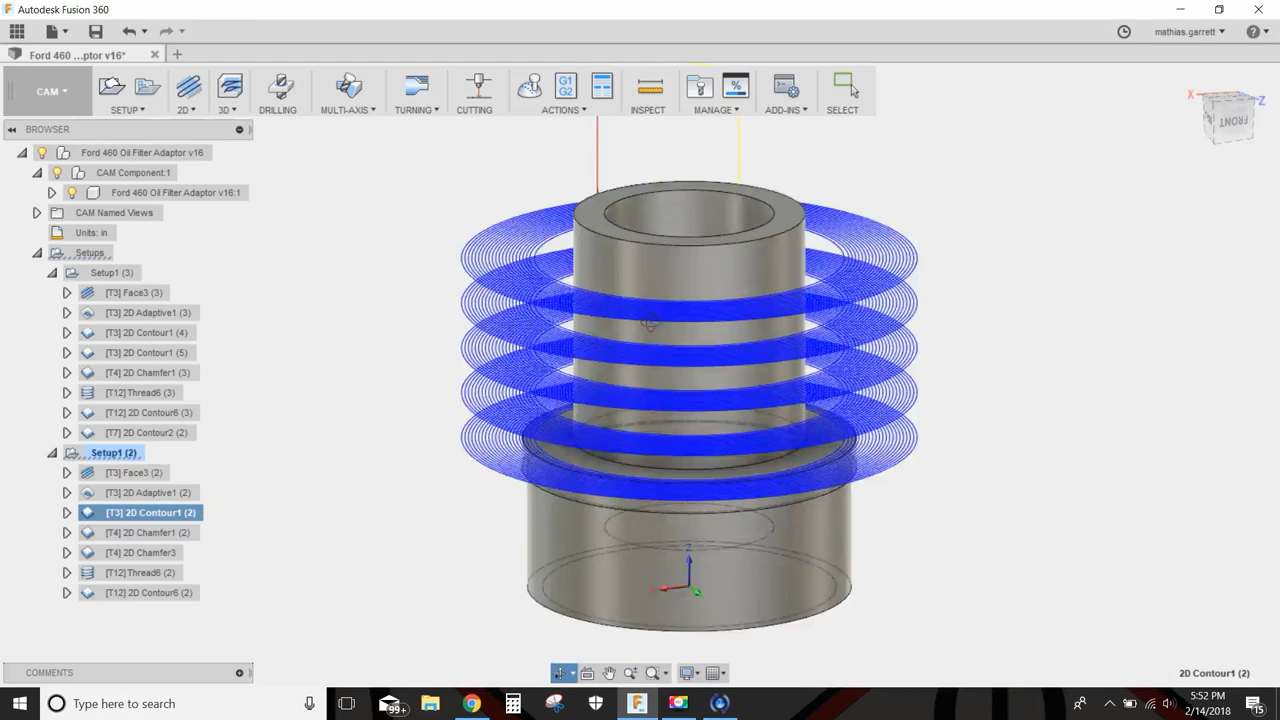 Autodesk Fusion 360
mathias.garrett
Ford 460 ...ptor v16*
CAM
G1
G2
%
SETUP
2D
3D
DRILLING
MULTI-AXIS
TURNING
CUTTING
ACTIONS
INSPECT
MANAGE
ADD-INS
SELECT
X
Z
FRONT
BROWSER
Ford 460 Oil Filter Adaptor v16
CAM Component:1
Ford 460 Oil Filter Adaptor v16:1
CAM Named Views
Units: in
Setups
Setup1 (3)
[T3] Face3 (3)
[T3] 2D Adaptive1 (3)
[T3] 2D Contour1 (4)
[T3] 2D Contour1 (5)
[T4] 2D Chamfer1 (3)
[T12] Thread6 (3)
[T12] 2D Contour6 (3)
[T7] 2D Contour2 (2)
Setup1 (2)
[T3] Face3 (2)
[T3] 2D Adaptive1 (2)
[T3] 2D Contour1 (2)
[T4] 2D Chamfer1 (2)
[T4] 2D Chamfer3
[T12] Thread6 (2)
[T12] 2D Contour6 (2)
Z
COMMENTS
2D Contour1 (2)
Type here to search
99+
5:52 PM
2/14/2018